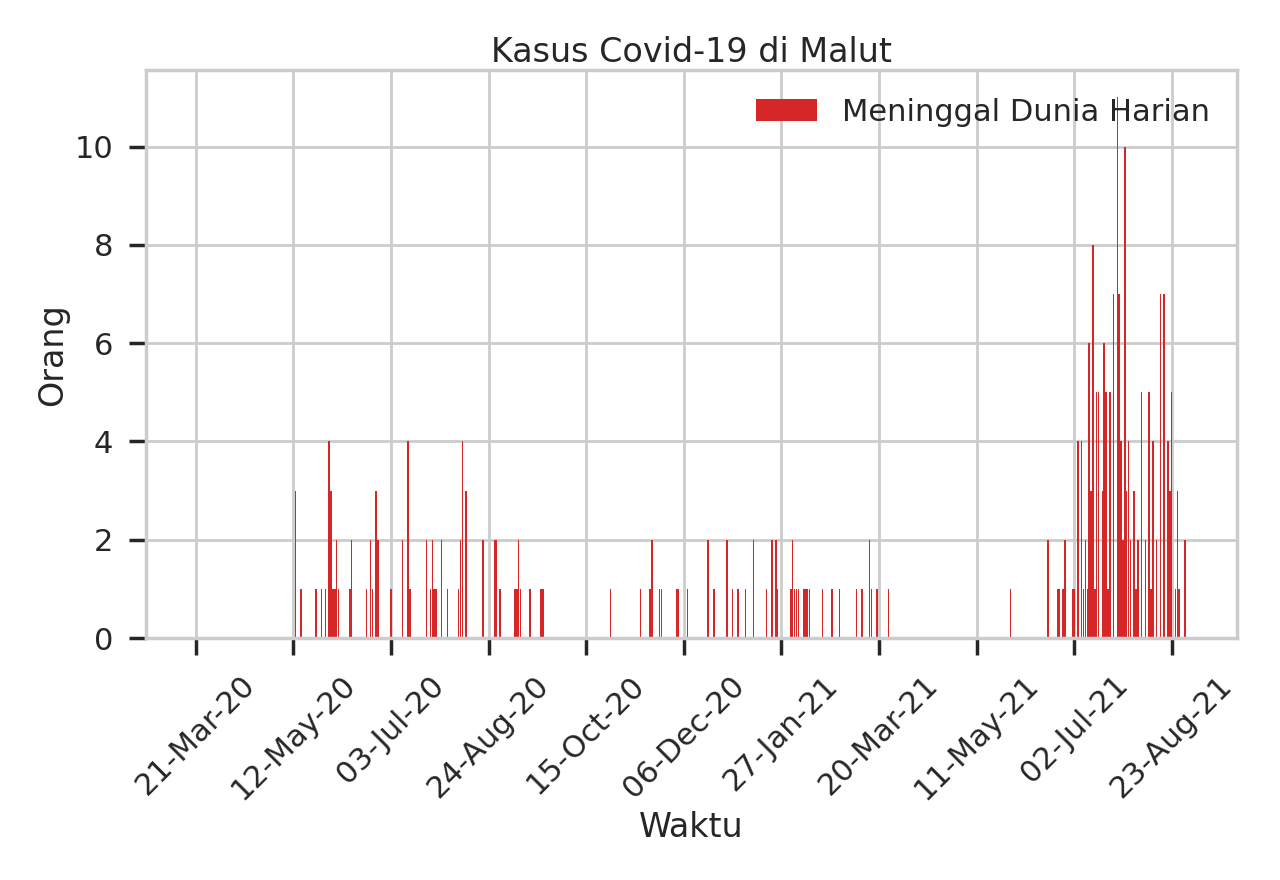 Kasus Covid-19 di Malut
Meninggal Dunia Harian
Orang
10
8
6
4
2
0
21-Mar-20
12-May-20
03-Jul-20
24-Aug-20
15-Oct-20
06-Dec-20
27-Jan-21
20-Mar-21
11-May-21
02-Jul-21
23-Aug-21
Waktu